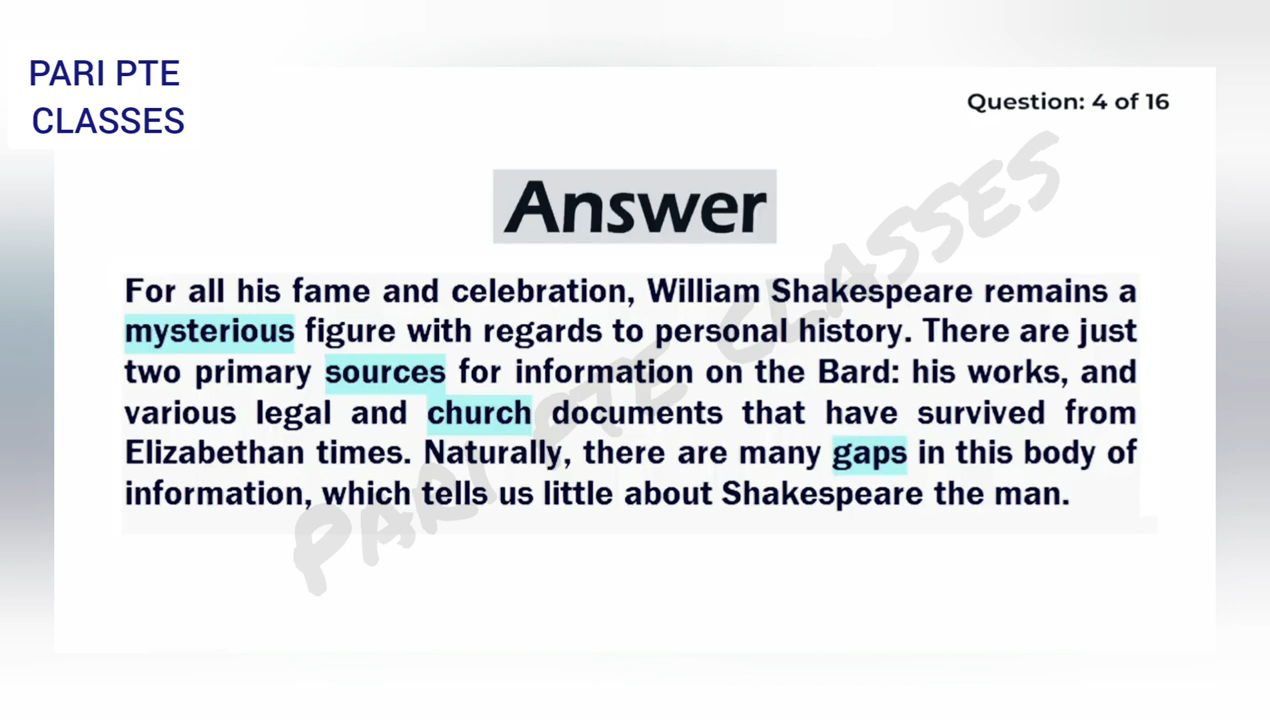 PARI PTE
CLASSES
Question: 4 of 16
Answer
For all his fame and celebration, William Shakespeare remains a
mysterious figure with regards to personal history. There are just
two primary sources for information on the Bard: his works, and
various legal and church documents that have survived from
Elizabethan times. Naturally, there are many gaps in this body of
information, which tells us little about Shakespeare the man.
PARI PTE CLASSES